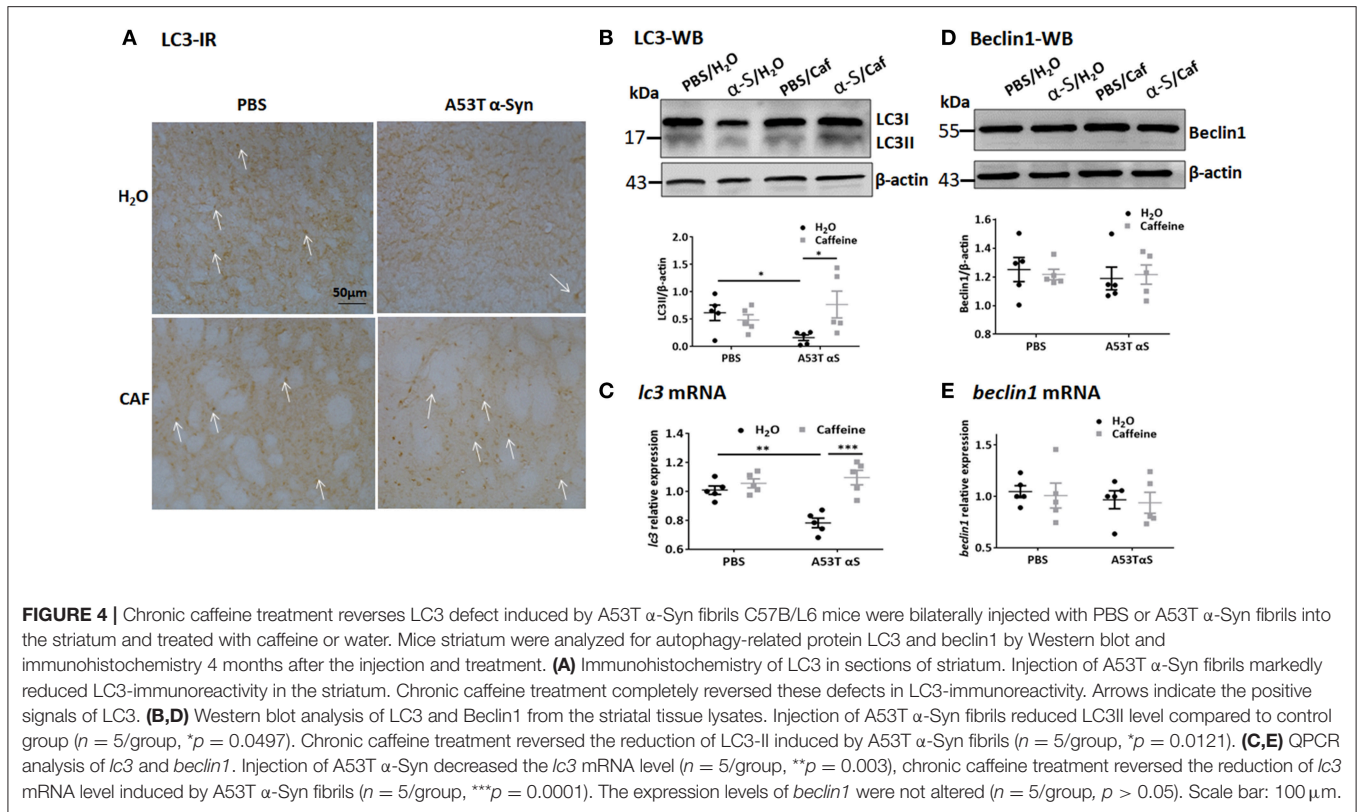 A LC3-IR
PBS
A53T α-Syn
H₂O
50μm
CAF
B LC3-WB
PBS/H₂O
α-S/H₂O
PBS/Caf
α-S/Caf
kDa
LC3I
17
LC3II
43
β-actin
H₂O
Caffeine
LC3II/β-actin
2.0
1.5
1.0
0.5
0.0
*
*
PBS
A53T αS
C lc3 mRNA
H₂O
Caffeine
lc3 relative expression
1.4
1.2
1.0
0.8
0.6
**
***
PBS
A53T αS
D Beclin1-WB
PBS/H₂O
α-S/H₂O
PBS/Caf
α-S/Caf
kDa
55
Beclin1
43
β-actin
H₂O
Caffeine
Beclin1/β-actin
1.6
1.4
1.2
1.0
0.8
PBS
A53T αS
E beclin1 mRNA
H₂O
Caffeine
beclin1 relative expression
1.5
1.0
0.5
PBS
A53TαS
FIGURE 4 | Chronic caffeine treatment reverses LC3 defect induced by A53T α-Syn fibrils C57B/L6 mice were bilaterally injected with PBS or A53T α-Syn fibrils into
the striatum and treated with caffeine or water. Mice striatum were analyzed for autophagy-related protein LC3 and beclin1 by Western blot and
immunohistochemistry 4 months after the injection and treatment. (A) Immunohistochemistry of LC3 in sections of striatum. Injection of A53T α-Syn fibrils markedly
reduced LC3-immunoreactivity in the striatum. Chronic caffeine treatment completely reversed these defects in LC3-immunoreactivity. Arrows indicate the positive
signals of LC3. (B,D) Western blot analysis of LC3 and Beclin1 from the striatal tissue lysates. Injection of A53T α-Syn fibrils reduced LC3II level compared to control
group (n = 5/group, *p = 0.0497). Chronic caffeine treatment reversed the reduction of LC3-II induced by A53T α-Syn fibrils (n = 5/group, *p = 0.0121). (C,E) QPCR
analysis of lc3 and beclin1. Injection of A53T α-Syn decreased the lc3 mRNA level (n = 5/group, **p = 0.003), chronic caffeine treatment reversed the reduction of lc3
mRNA level induced by A53T α-Syn fibrils (n = 5/group, ***p = 0.0001). The expression levels of beclin1 were not altered (n = 5/group, p > 0.05). Scale bar: 100 μm.